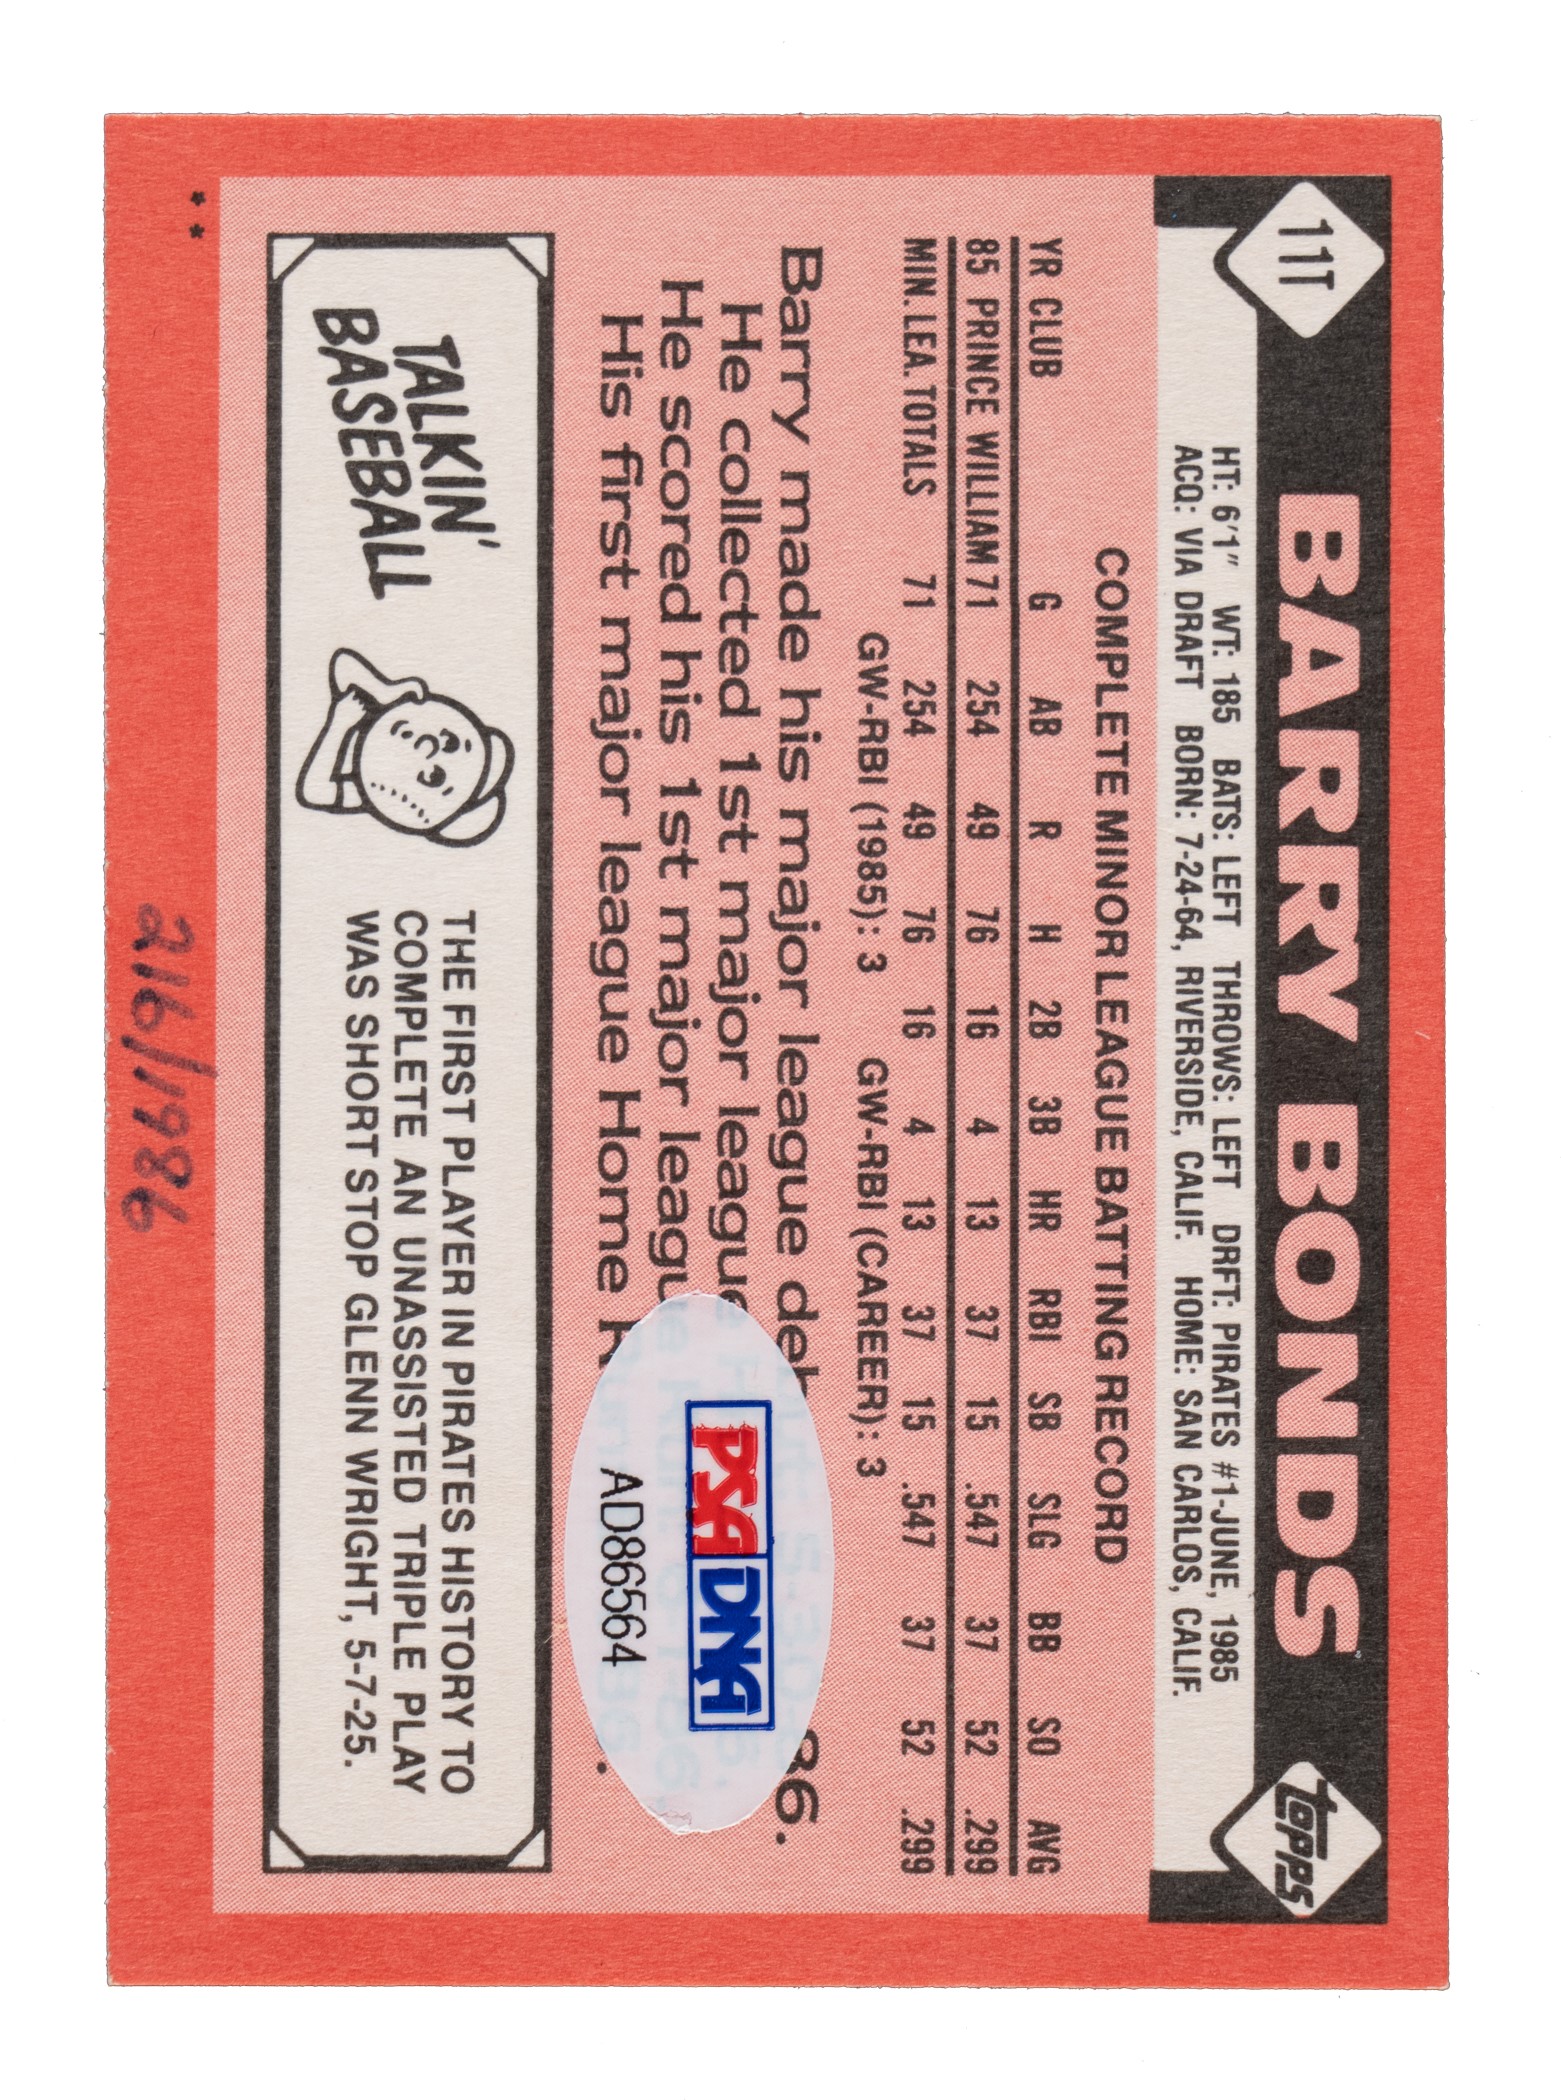 11T
BARRY BONDS
topps
HT: 6'1" WT: 185 BATS: LEFT THROWS: LEFT DRFT: PIRATES #1-JUNE, 1985
ACQ: VIA DRAFT BORN: 7-24-64, RIVERSIDE, CALIF. HOME: SAN CARLOS, CALIF.
COMPLETE MINOR LEAGUE BATTING RECORD
YR CLUB G AB R H 2B 3B HR RBI SB SLG BB SO AVG
85 PRINCE WILLIAM 71 254 49 76 16 4 13 37 15 .547 37 52 .299
MIN. LEA. TOTALS 71 254 49 76 16 4 13 37 15 .547 37 52 .299
GW-RBI (1985): 3 GW-RBI (CAREER): 3
Barry made his major league 86.
He collected 1st major league
He scored his 1st major league
His first major league Home
PSA DNA
AD86564
TALKIN'
BASEBALL
THE FIRST PLAYER IN PIRATES HISTORY TO
COMPLETE AN UNASSISTED TRIPLE PLAY
WAS SHORT STOP GLENN WRIGHT, 5-7-25.
**
216/1986